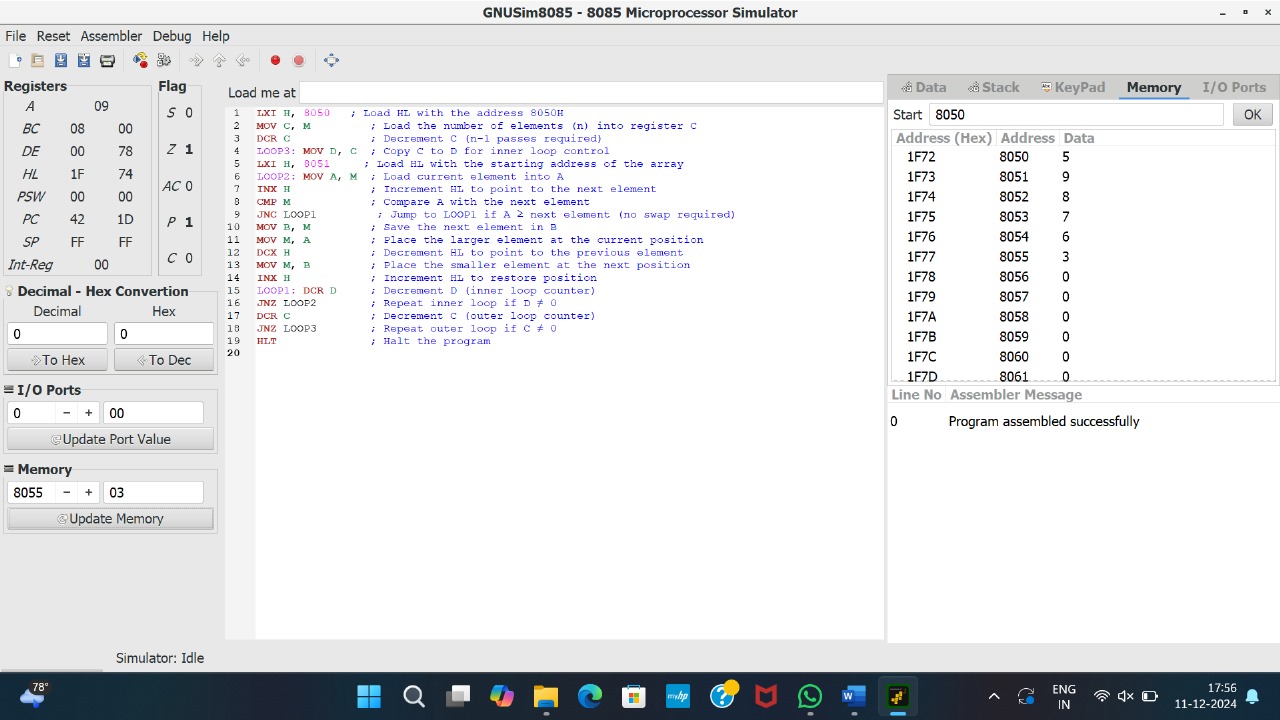 GNUSim8085 - 8085 Microprocessor Simulator
File Reset Assembler Debug Help
Registers
A 09
BC 08 00
DE 00 78
HL 1F 74
PSW 00 00
PC 42 1D
SP FF FF
Int-Reg 00
Flag
S 0
Z 1
AC 0
P 1
C 0
Decimal - Hex Convertion
Decimal Hex
0 0
To Hex To Dec
I/O Ports
0 - + 00
Update Port Value
Memory
8055 - + 03
Update Memory
Load me at
1 LXI H, 8050 ; Load HL with the address 8050H
2 MOV C, M ; Load the number of elements (n) into register C
3 DCR C ; Decrement C (n-1 passes required)
4 LOOP3: MOV D, C ; Copy C to D for inner loop control
5 LXI H, 8051 ; Load HL with the starting address of the array
6 LOOP2: MOV A, M ; Load current element into A
7 INX H ; Increment HL to point to the next element
8 CMP M ; Compare A with the next element
9 JNC LOOP1 ; Jump to LOOP1 if A ≥ next element (no swap required)
10 MOV B, M ; Save the next element in B
11 MOV M, A ; Place the larger element at the current position
12 DCX H ; Decrement HL to point to the previous element
13 MOV M, B ; Place the smaller element at the next position
14 INX H ; Increment HL to restore position
15 LOOP1: DCR D ; Decrement D (inner loop counter)
16 JNZ LOOP2 ; Repeat inner loop if D ≠ 0
17 DCR C ; Decrement C (outer loop counter)
18 JNZ LOOP3 ; Repeat outer loop if C ≠ 0
19 HLT ; Halt the program
20
Data Stack KeyPad Memory I/O Ports
Start 8050 OK
Address (Hex) Address Data
1F72 8050 5
1F73 8051 9
1F74 8052 8
1F75 8053 7
1F76 8054 6
1F77 8055 3
1F78 8056 0
1F79 8057 0
1F7A 8058 0
1F7B 8059 0
1F7C 8060 0
1F7D 8061 0
Line No Assembler Message
0 Program assembled successfully
Simulator: Idle
78°
myhp
ENG
IN
17:56
11-12-2024